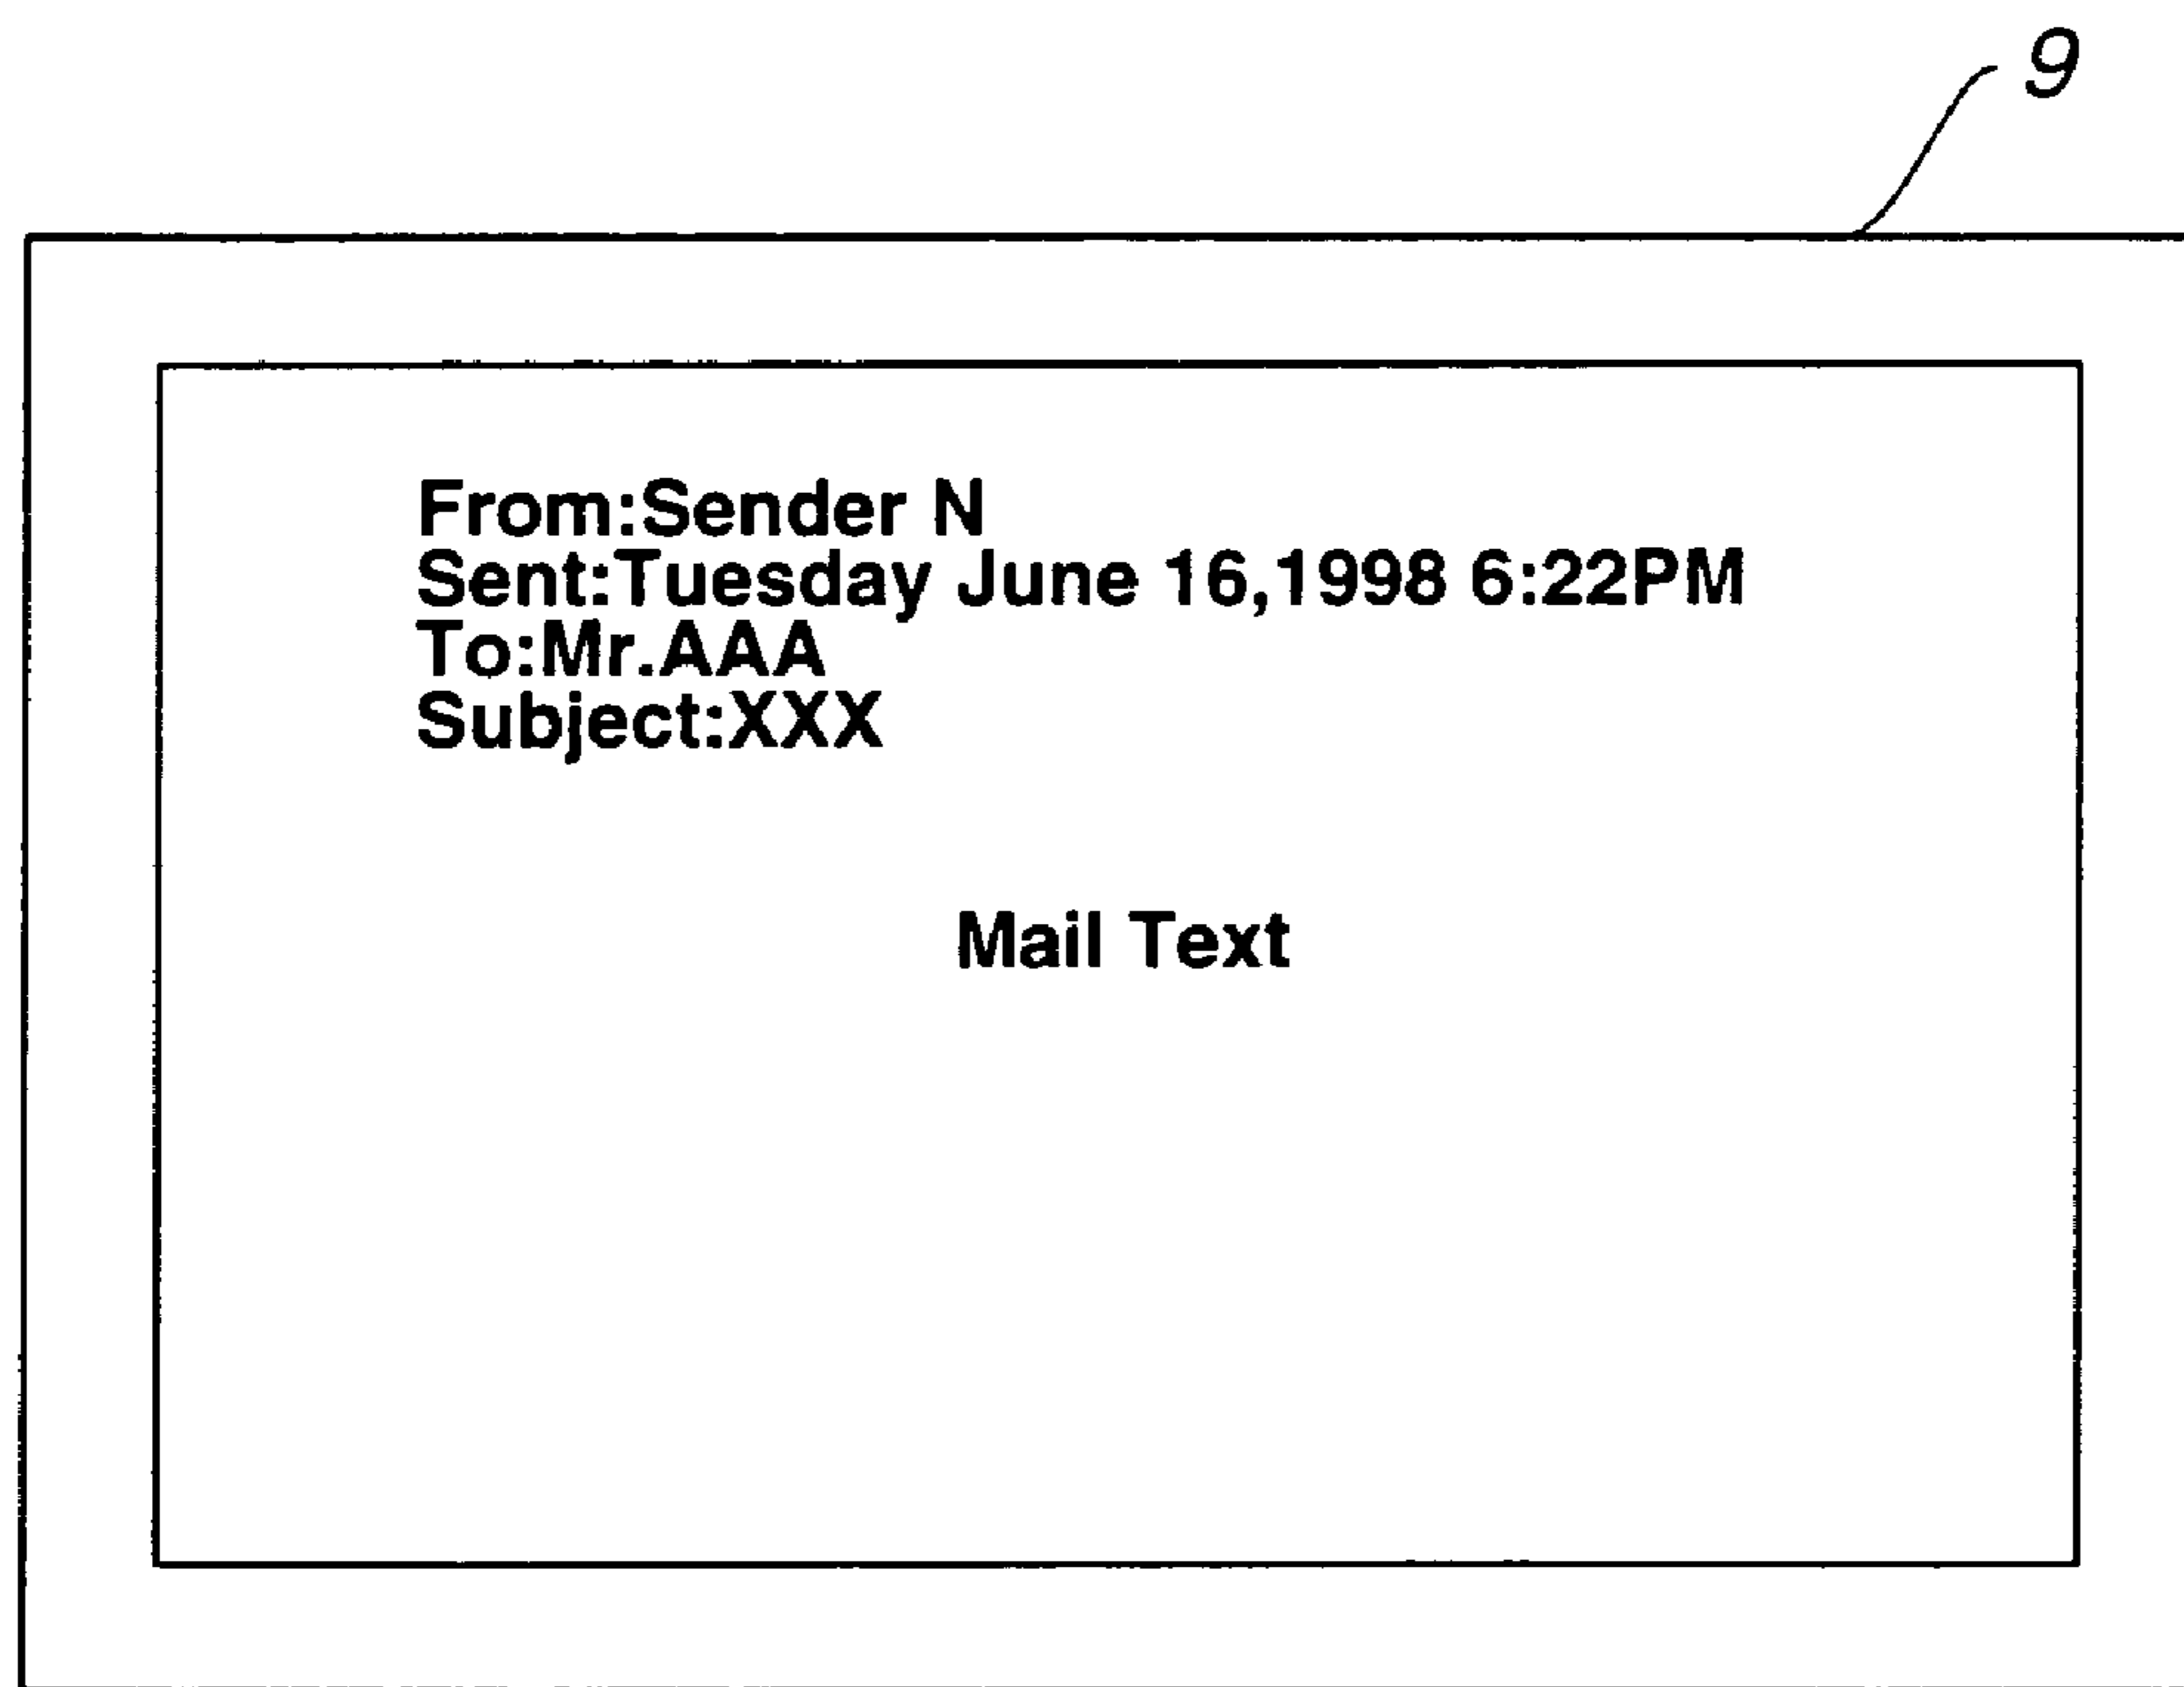 9
From:Sender N
Sent:Tuesday June 16,1998 6:22PM
To:Mr.AAA
Subject:XXX
Mail Text